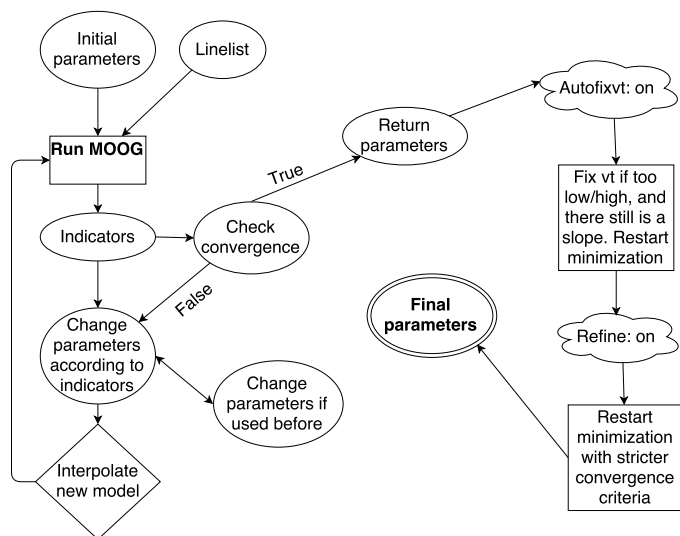 Initial
parameters
Linelist
Run MOOG
Indicators
Check
convergence
True
False
Return
parameters
Autofixvt: on
Fix vt if too
low/high, and
there still is a
slope. Restart
minimization
Refine: on
Restart
minimization
with stricter
convergence
criteria
Final
parameters
Change
parameters
according to
indicators
Change
parameters if
used before
Interpolate
new model